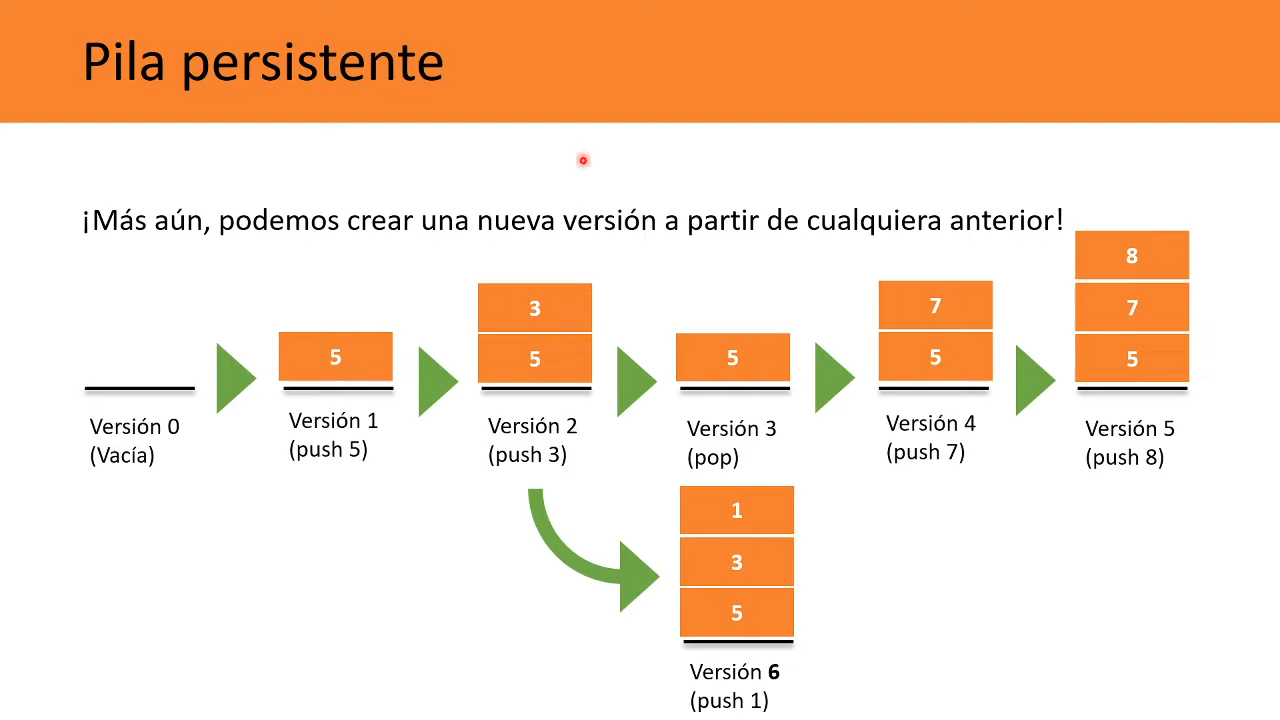 Pila persistente
¡Más aún, podemos crear una nueva versión a partir de cualquiera anterior!
Versión 0
(Vacía)
5
Versión 1
(push 5)
3
5
Versión 2
(push 3)
5
Versión 3
(pop)
7
5
Versión 4
(push 7)
8
7
5
Versión 5
(push 8)
1
3
5
Versión 6
(push 1)